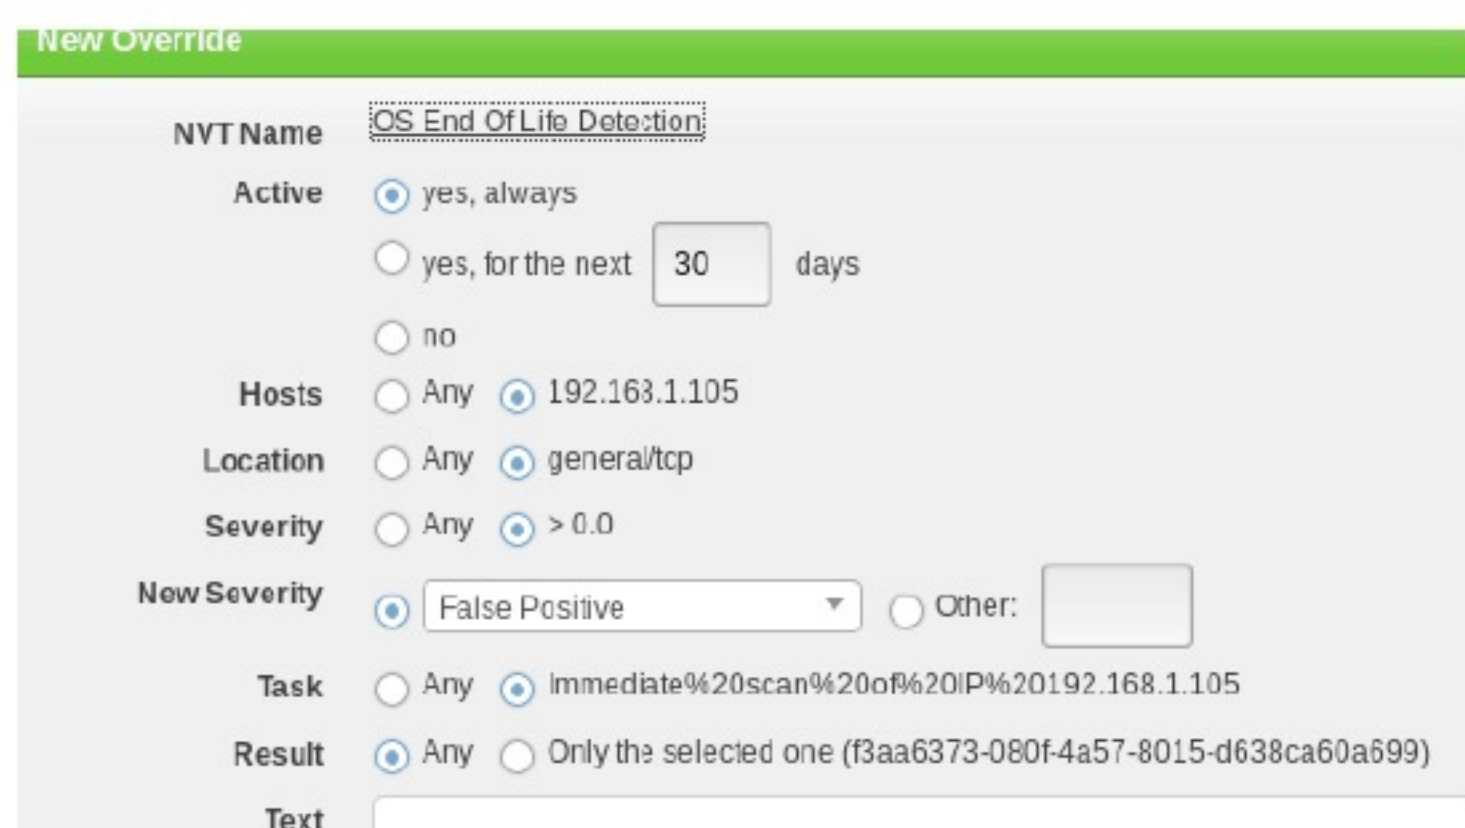 New Override
NVT Name OS End Of Life Detection
Active yes, always
yes, for the next 30 days
no
Hosts Any 192.168.1.105
Location Any general/tcp
Severity Any > 0.0
New Severity False Positive Other:
Task Any Immediate%20scan%20of%20IP%20192.168.1.105
Result Any Only the selected one (f3aa6373-080f-4a57-8015-d638ca60a699)
Text